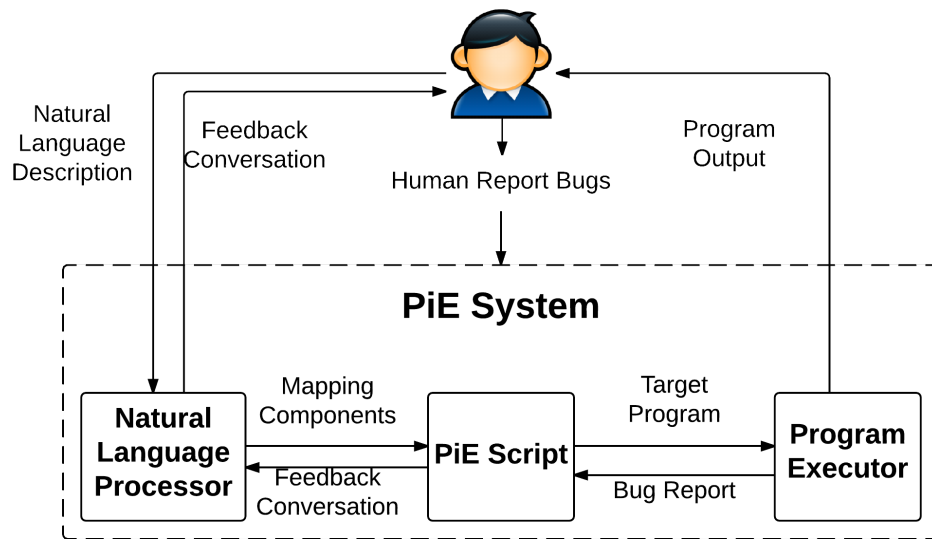 Natural
Language
Description
Feedback
Conversation
Program
Output
Human Report Bugs
PiE System
Mapping
Components
Target
Program
Natural
Language
Processor
PiE Script
Program
Executor
Feedback
Conversation
Bug Report